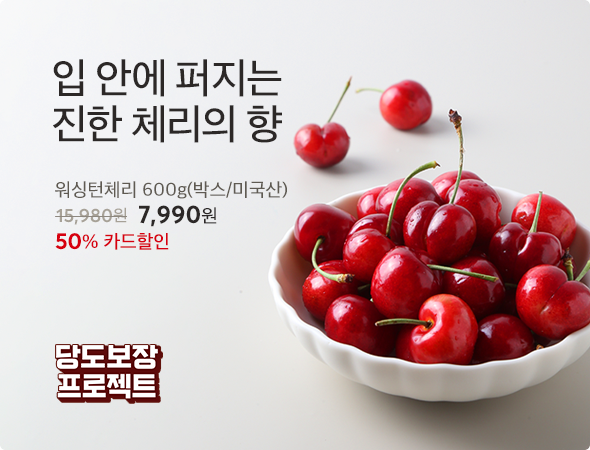 입 안에 퍼지는
진한 체리의 향
워싱턴체리 600g(박스/미국산)
15,980원 7,990원
50% 카드할인
당도보장
프로젝트